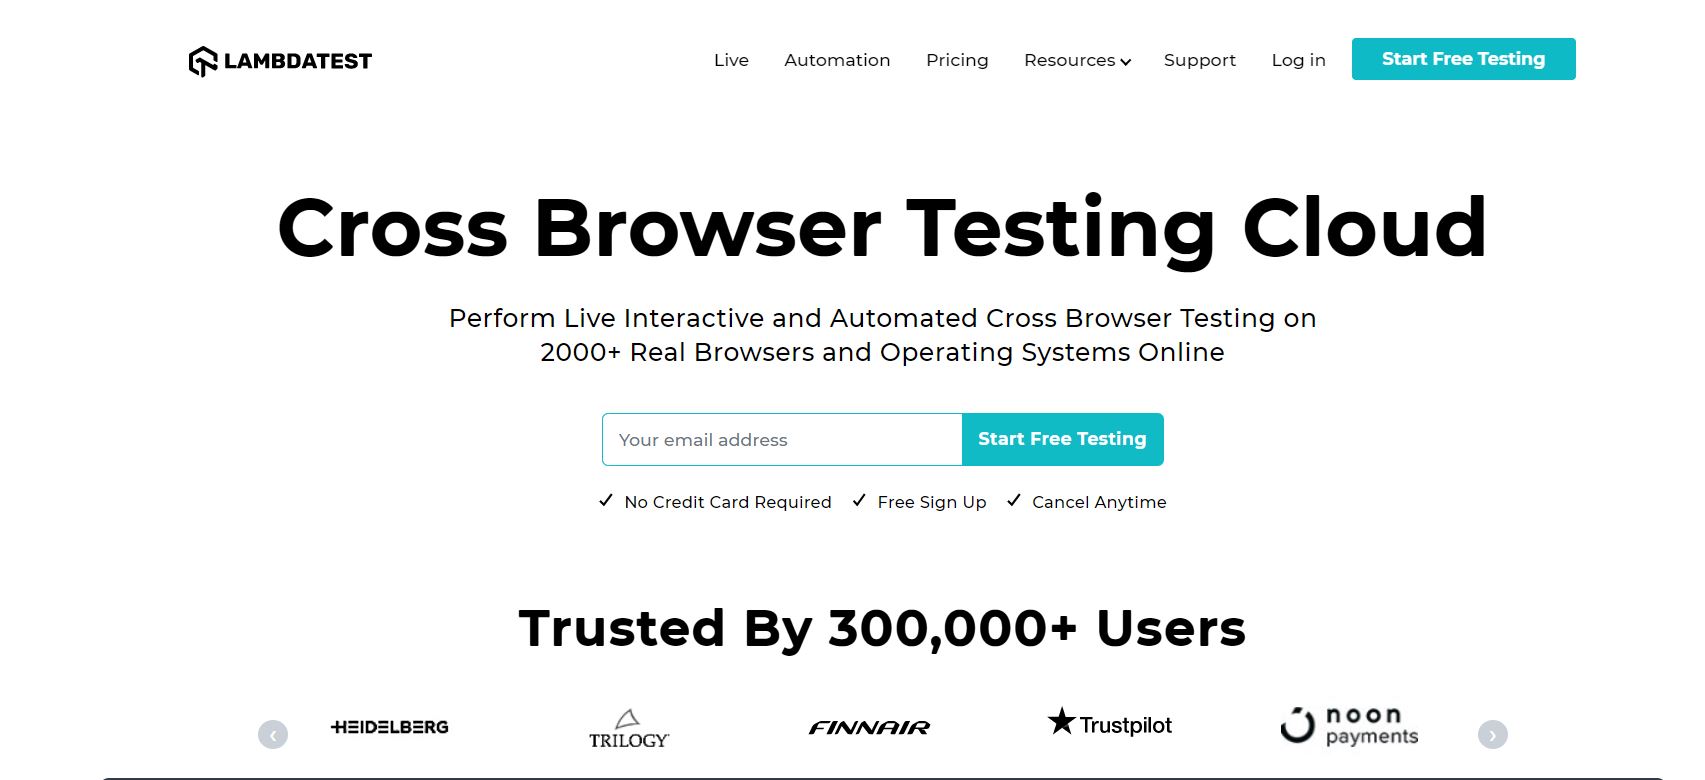 LAMBDATEST
Live Automation Pricing Resources Support Log in Start Free Testing
Cross Browser Testing Cloud
Perform Live Interactive and Automated Cross Browser Testing on
2000+ Real Browsers and Operating Systems Online
Your email address Start Free Testing
No Credit Card Required Free Sign Up Cancel Anytime
Trusted By 300,000+ Users
HEIDELBERG
TRILOGY
FINNAIR
Trustpilot
noon
payments